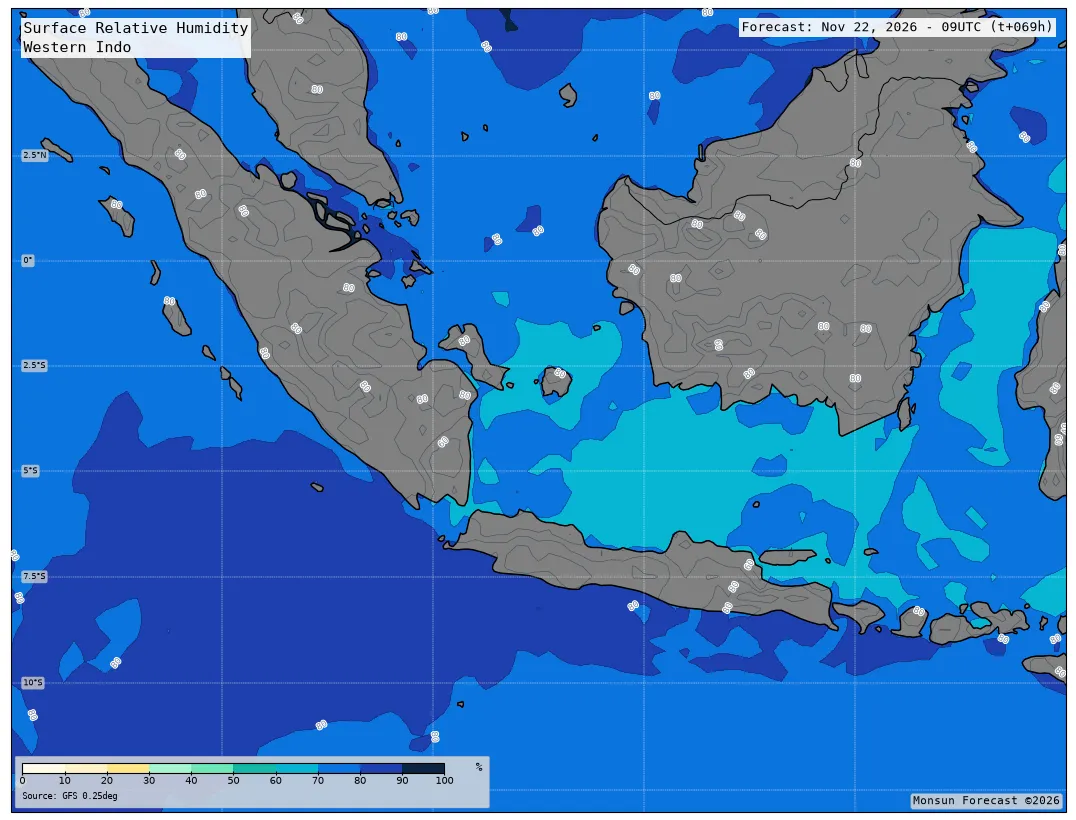 Surface Relative Humidity
Western Indo
Forecast: Nov 22, 2026 - 09UTC (t+069h)
2.5°N
0°
2.5°S
5°S
7.5°S
10°S
0 10 20 30 40 50 60 70 80 90 100
%
Source: GFS 0.25deg
Monsun Forecast ©2026